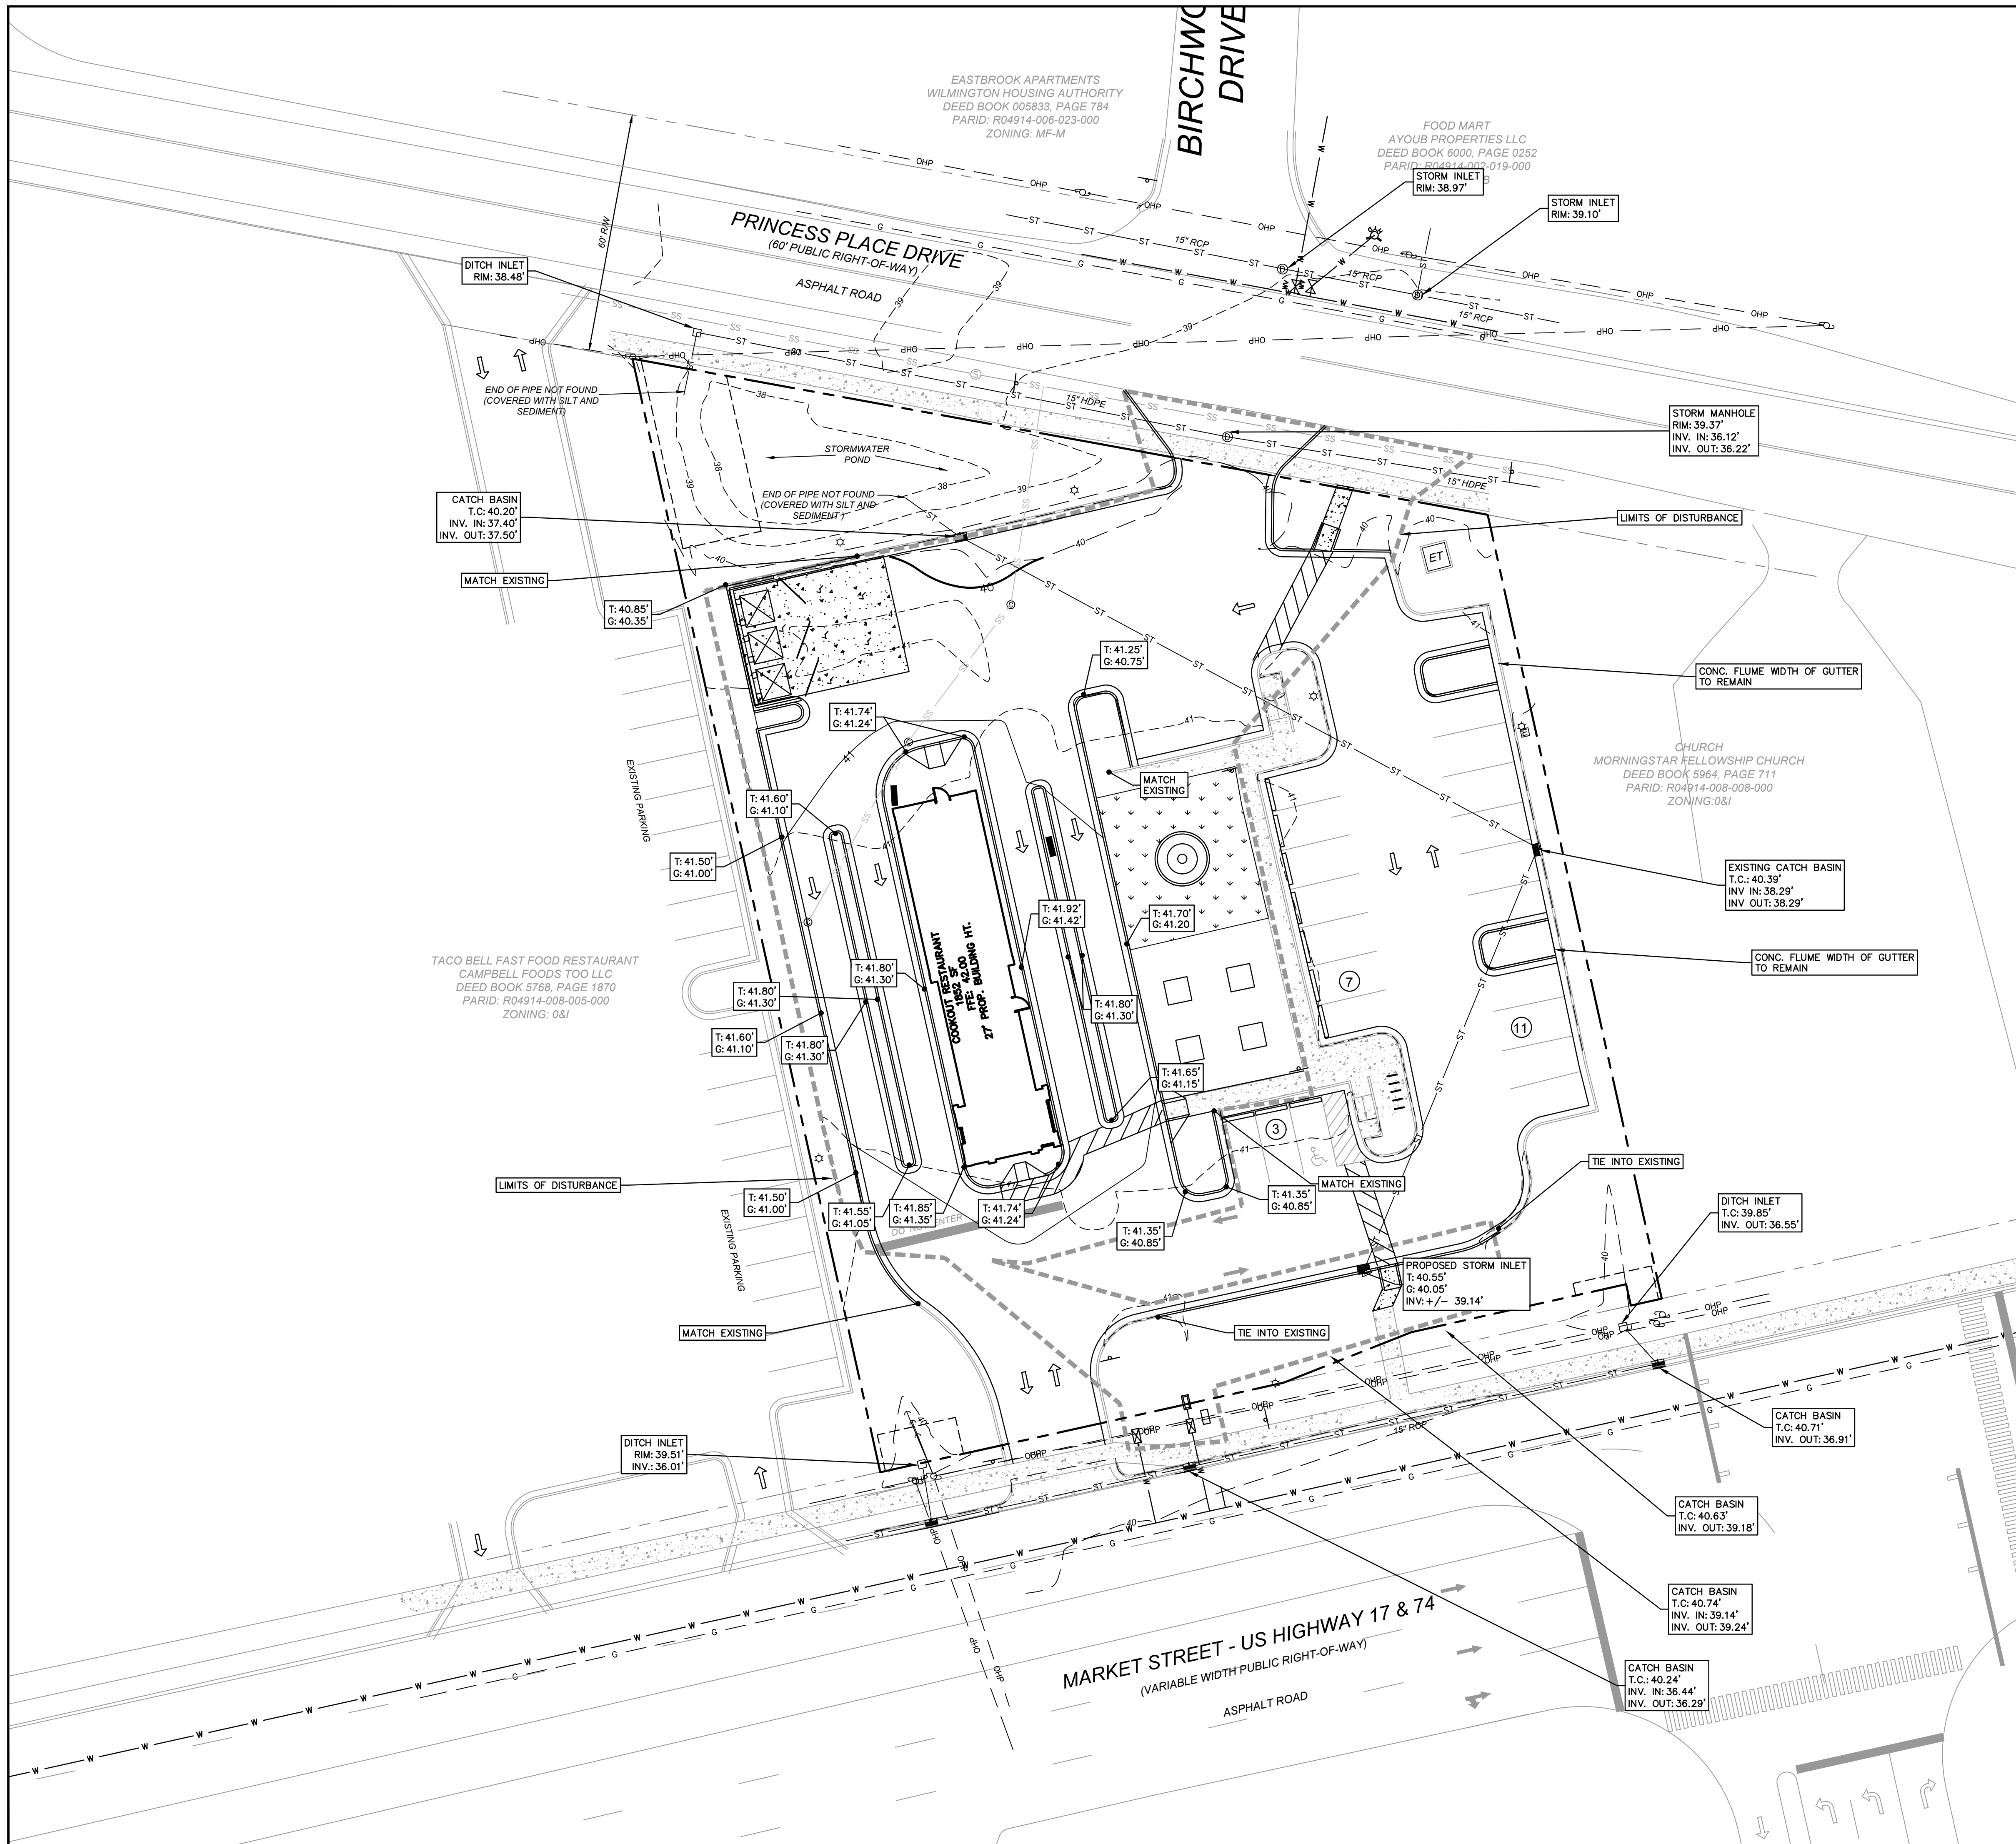 BIRCHWO
DRIVE
EASTBROOK APARTMENTS
WILMINGTON HOUSING AUTHORITY
DEED BOOK 005833, PAGE 784
PARID: R04914-006-023-000
ZONING: MF-M
FOOD MART
AYOUB PROPERTIES LLC
DEED BOOK 6000, PAGE 0252
PARID: R04914-002-019-000
B
STORM INLET
RIM: 38.97'
STORM INLET
RIM: 39.10'
60' R/W
PRINCESS PLACE DRIVE
(60' PUBLIC RIGHT-OF-WAY)
ASPHALT ROAD
15" RCP
15" RCP
15" RCP
DITCH INLET
RIM: 38.48'
END OF PIPE NOT FOUND
(COVERED WITH SILT AND
SEDIMENT)
15" HDPE
STORM MANHOLE
RIM: 39.37'
INV. IN: 36.12'
INV. OUT: 36.22'
15" HDPE
STORMWATER
POND
END OF PIPE NOT FOUND
(COVERED WITH SILT AND
SEDIMENT )
CATCH BASIN
T.C: 40.20'
INV. IN: 37.40'
INV. OUT: 37.50'
LIMITS OF DISTURBANCE
ET
MATCH EXISTING
T: 40.85'
G: 40.35'
T: 41.25'
G: 40.75'
CONC. FLUME WIDTH OF GUTTER
TO REMAIN
T: 41.74'
G: 41.24'
EXISTING PARKING
MATCH
EXISTING
CHURCH
MORNINGSTAR FELLOWSHIP CHURCH
DEED BOOK 5964, PAGE 711
PARID: R04914-008-008-000
ZONING:0&I
T: 41.60'
G: 41.10'
T: 41.50'
G: 41.00'
EXISTING CATCH BASIN
T.C.: 40.39'
INV IN: 38.29'
INV OUT: 38.29'
T: 41.92'
G: 41.42'
T: 41.70'
G: 41.20
COOKOUT RESTAURANT
1852 SF
FFE: 42.00
27' PROP. BUILDING HT.
TACO BELL FAST FOOD RESTAURANT
CAMPBELL FOODS TOO LLC
DEED BOOK 5768, PAGE 1870
PARID: R04914-008-005-000
ZONING: 0&I
CONC. FLUME WIDTH OF GUTTER
TO REMAIN
T: 41.80'
G: 41.30'
7
T: 41.80'
G: 41.30'
T: 41.80'
G: 41.30'
11
T: 41.60'
G: 41.10'
T: 41.80'
G: 41.30'
T: 41.65'
G: 41.15'
3
TIE INTO EXISTING
LIMITS OF DISTURBANCE
MATCH EXISTING
T: 41.50'
G: 41.00'
T: 41.55'
G: 41.05'
T: 41.85'
G: 41.35'
T: 41.74'
G: 41.24'
T: 41.35'
G: 40.85'
T: 41.35'
G: 40.85'
DITCH INLET
T.C: 39.85'
INV. OUT: 36.55'
EXISTING PARKING
PROPOSED STORM INLET
T: 40.55'
G: 40.05'
INV: +/- 39.14'
MATCH EXISTING
TIE INTO EXISTING
DITCH INLET
RIM: 39.51'
INV.: 36.01'
15" RCP
CATCH BASIN
T.C: 40.71'
INV. OUT: 36.91'
CATCH BASIN
T.C: 40.63'
INV. OUT: 39.18'
CATCH BASIN
T.C: 40.74'
INV. IN: 39.14'
INV. OUT: 39.24'
CATCH BASIN
T.C.: 40.24'
INV. IN: 36.44'
INV. OUT: 36.29'
MARKET STREET - US HIGHWAY 17 & 74
(VARIABLE WIDTH PUBLIC RIGHT-OF-WAY)
ASPHALT ROAD